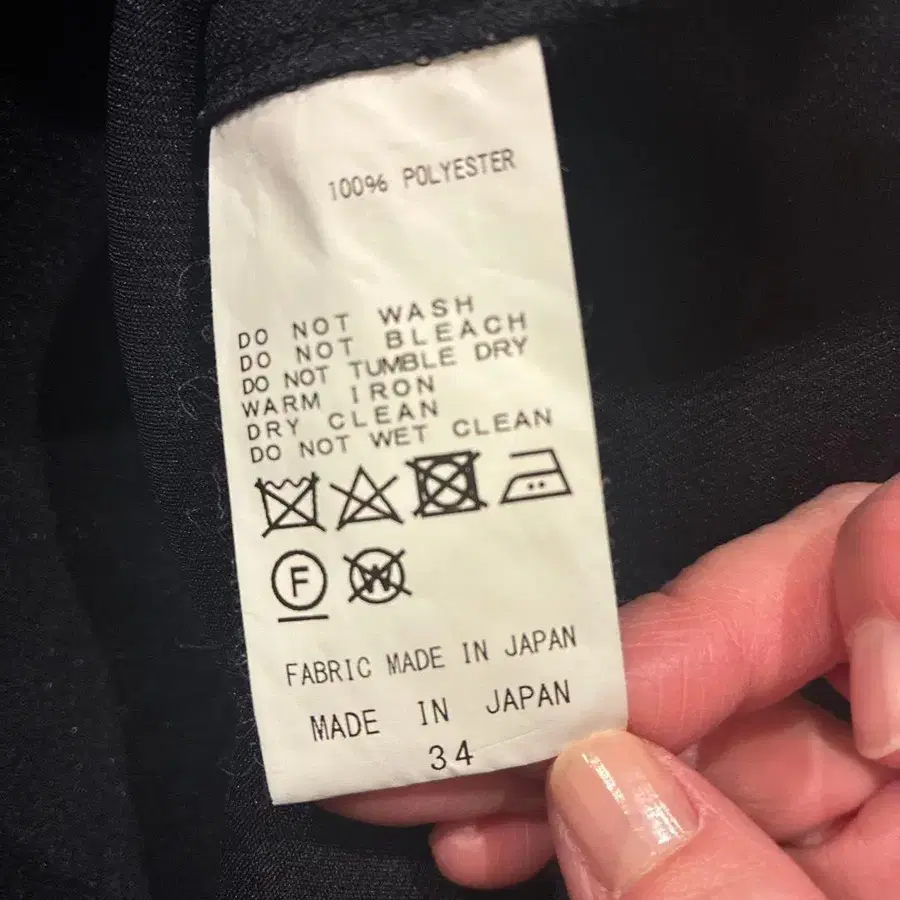 100% POLYESTER
DO NOT WASH
DO NOT BLEACH
DO NOT TUMBLE DRY
WARM IRON
DRY CLEAN
DO NOT WET CLEAN
F W
FABRIC MADE IN JAPAN
MADE IN JAPAN
34